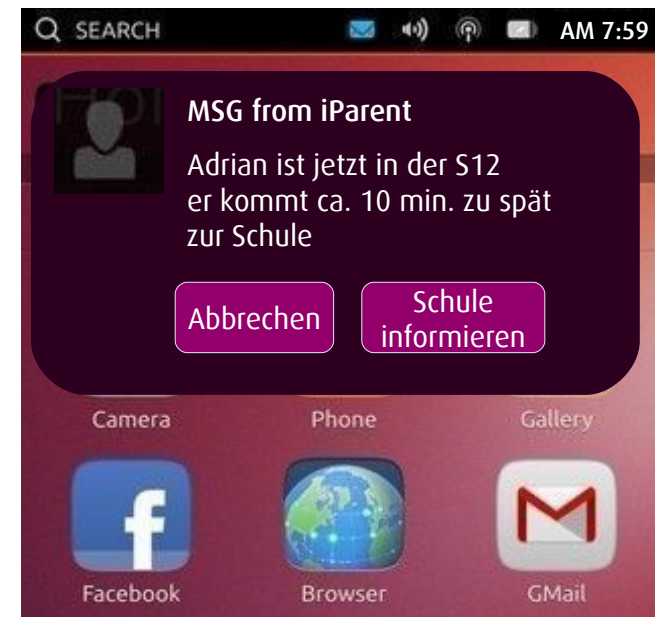 SEARCH
AM 7:59
MSG from iParent
Adrian ist jetzt in der S12
er kommt ca. 10 min. zu spät
zur Schule
Abbrechen
Schule
informieren
Camera
Phone
Gallery
Facebook
Browser
GMail